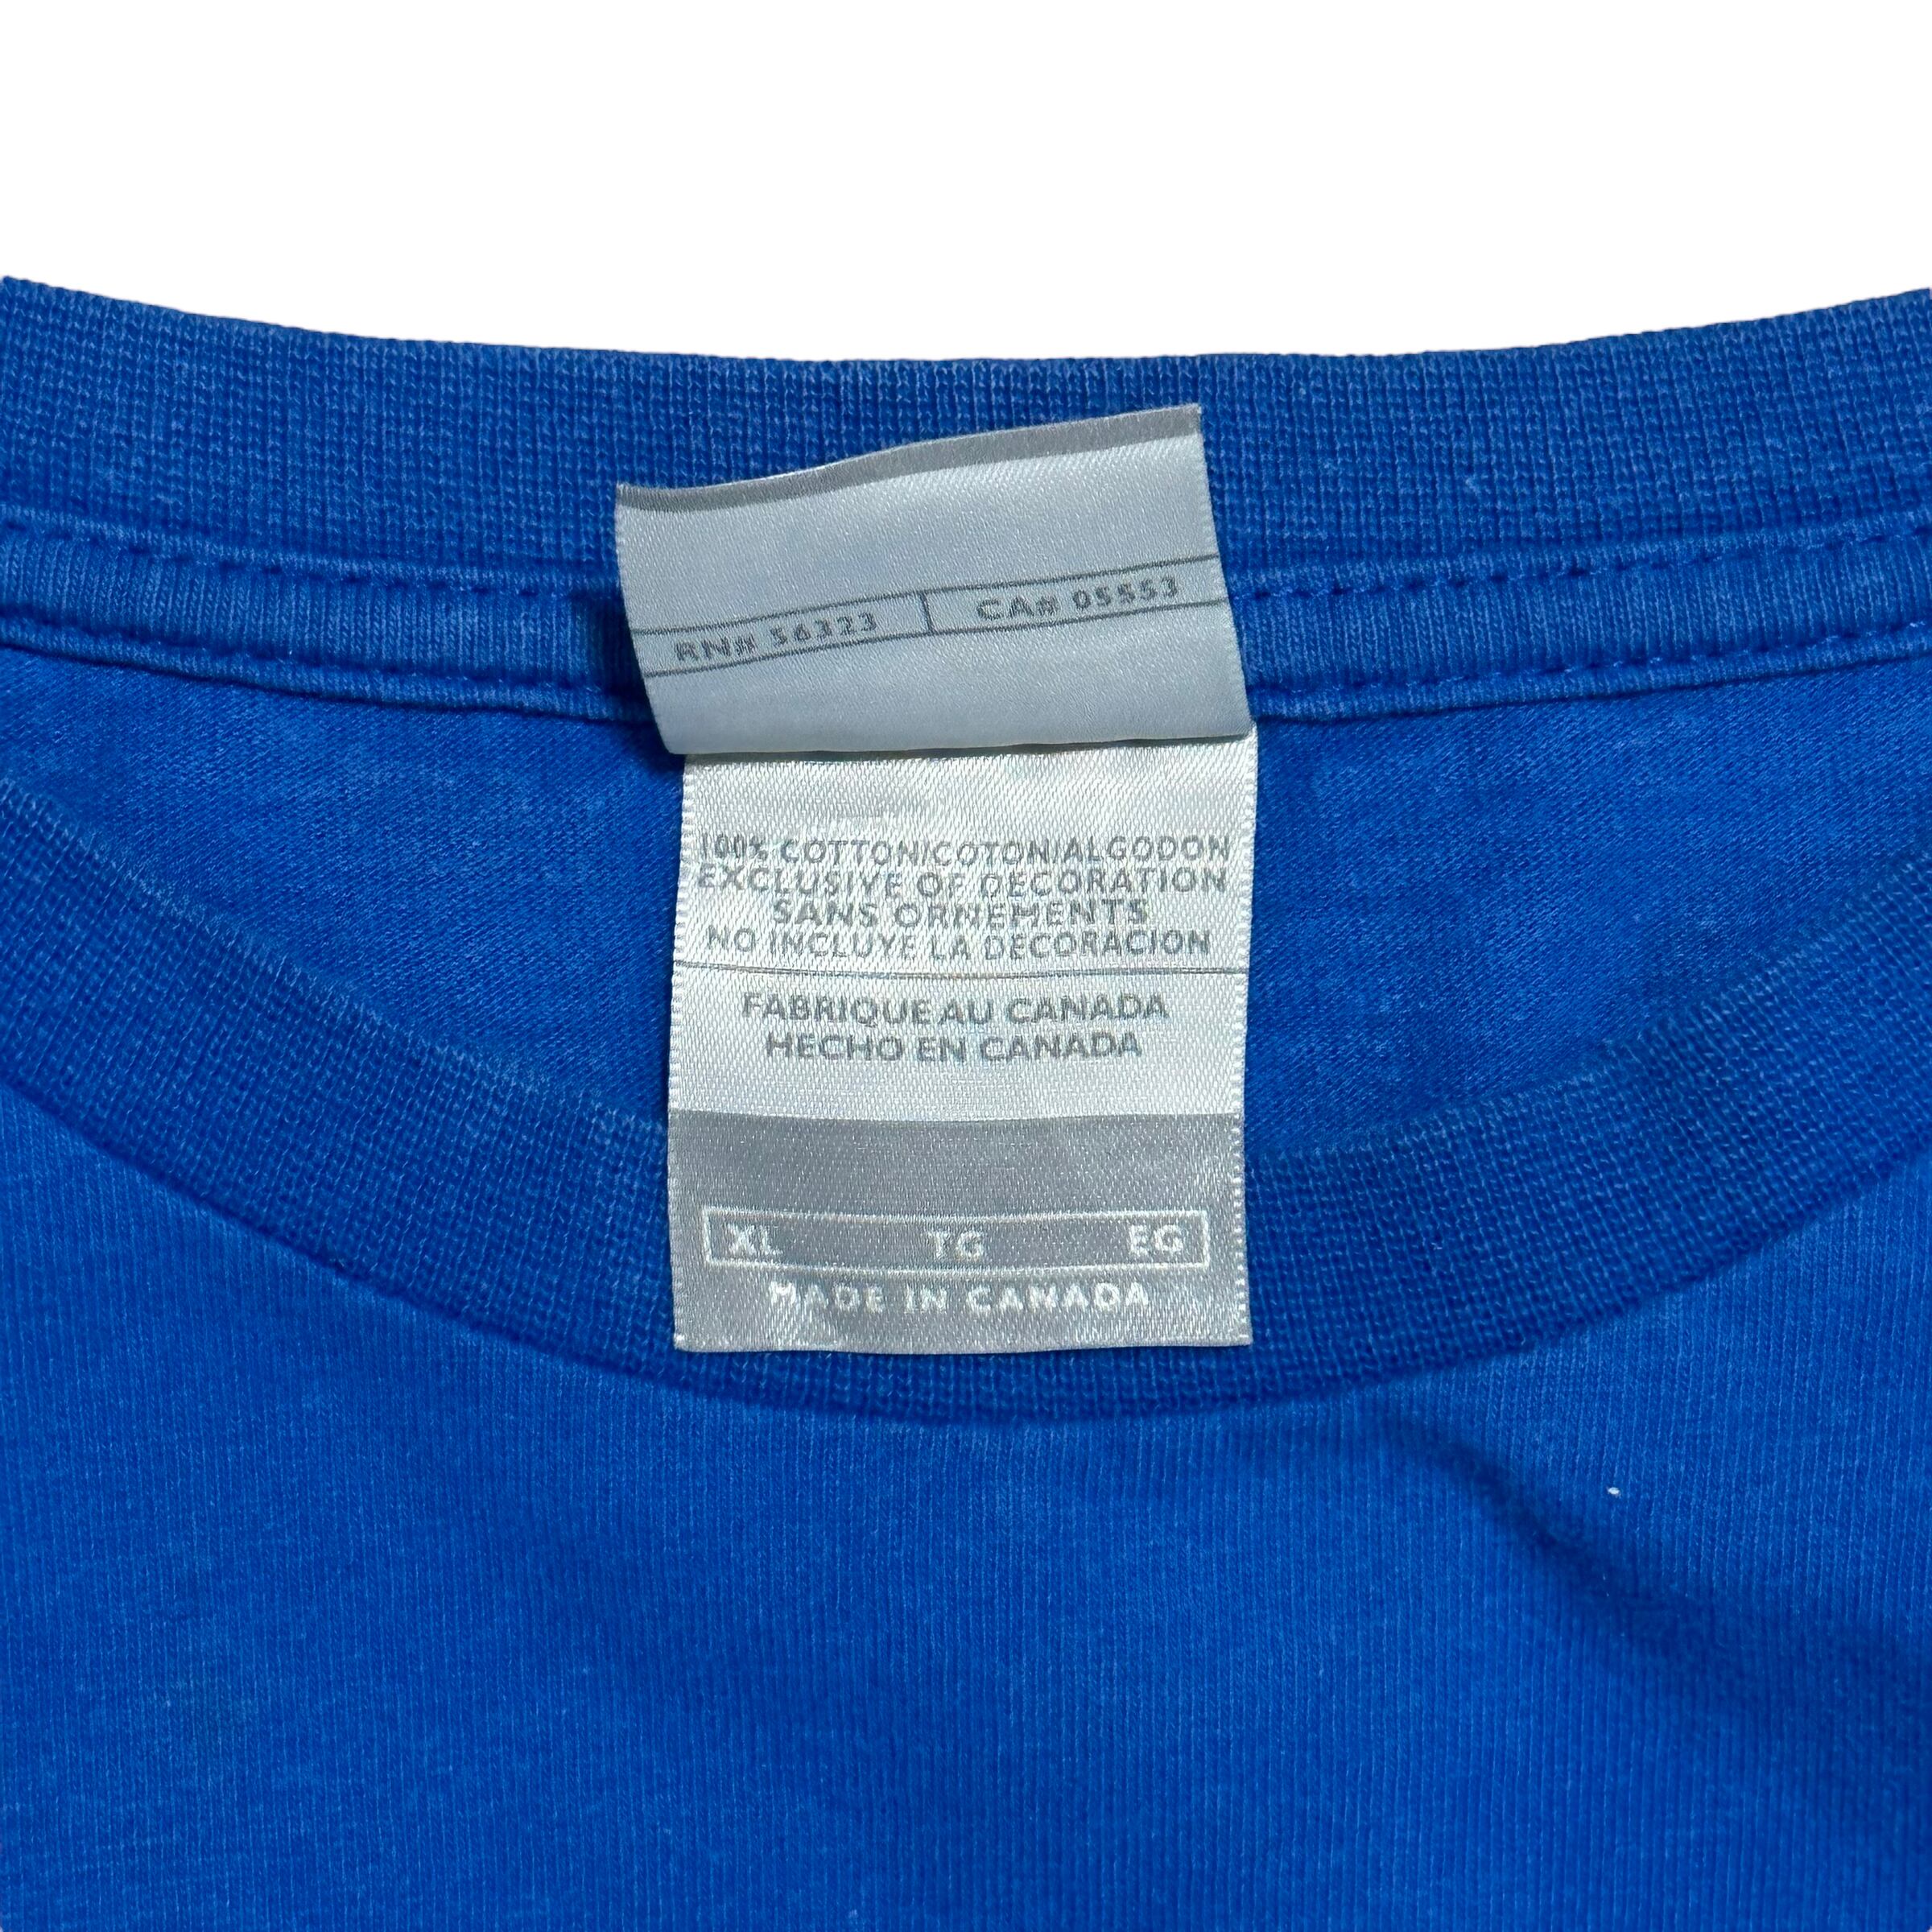 RN# 56323 CA# 05553
100% COTTON/COTON/ALGODON
EXCLUSIVE OF DECORATION
SANS ORNEMENTS
NO INCLUYE LA DECORACION
FABRIQUE AU CANADA
HECHO EN CANADA
XL TG EG
MADE IN CANADA